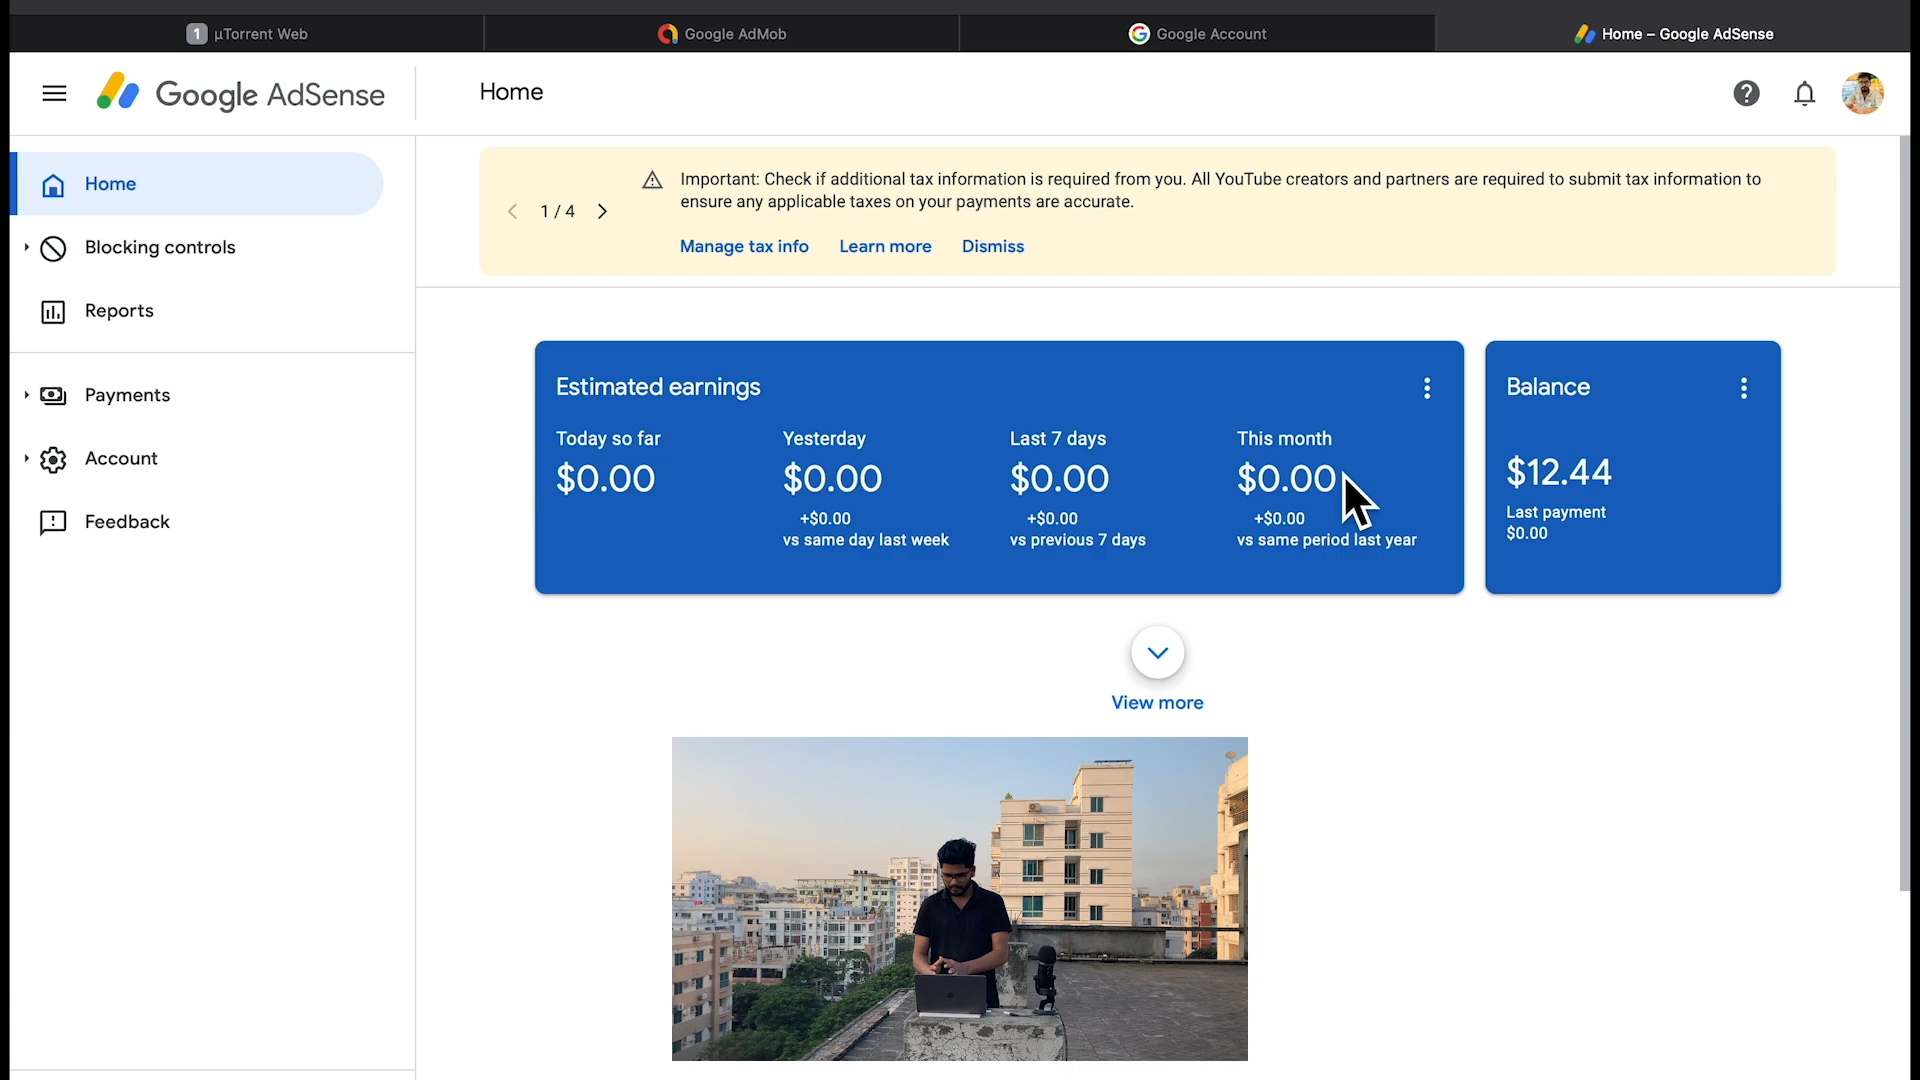 1 µTorrent Web
Google AdMob
Google Account
Home – Google AdSense
Google AdSense
Home
Home
Blocking controls
Reports
Payments
Account
Feedback
1 / 4
Important: Check if additional tax information is required from you. All YouTube creators and partners are required to submit tax information to
ensure any applicable taxes on your payments are accurate.
Manage tax info Learn more Dismiss
Estimated earnings
Today so far
$0.00
Yesterday
$0.00
+$0.00
vs same day last week
Last 7 days
$0.00
+$0.00
vs previous 7 days
This month
$0.00
+$0.00
vs same period last year
Balance
$12.44
Last payment
$0.00
View more